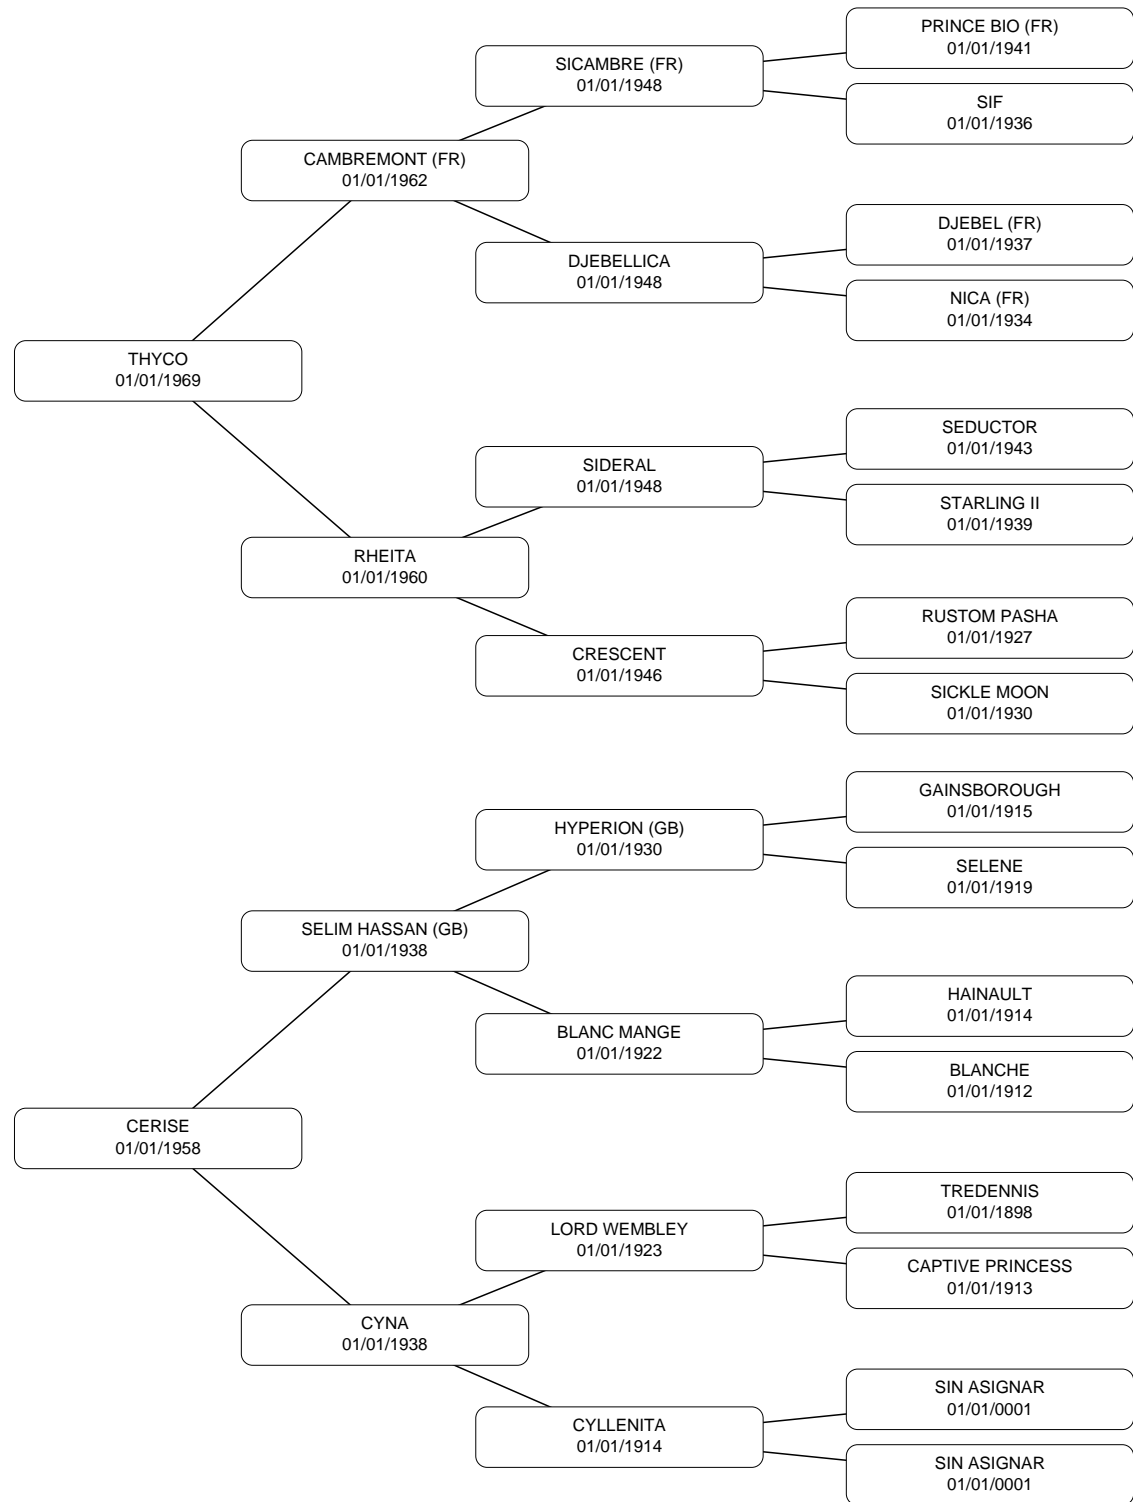 PRINCE BIO (FR)
01/01/1941
SICAMBRE (FR)
01/01/1948
SIF
01/01/1936
CAMBREMONT (FR)
01/01/1962
DJEBEL (FR)
01/01/1937
DJEBELLICA
01/01/1948
NICA (FR)
01/01/1934
THYCO
01/01/1969
SEDUCTOR
01/01/1943
SIDERAL
01/01/1948
STARLING II
01/01/1939
RHEITA
01/01/1960
RUSTOM PASHA
01/01/1927
CRESCENT
01/01/1946
SICKLE MOON
01/01/1930
GAINSBOROUGH
01/01/1915
HYPERION (GB)
01/01/1930
SELENE
01/01/1919
SELIM HASSAN (GB)
01/01/1938
HAINAULT
01/01/1914
BLANC MANGE
01/01/1922
BLANCHE
01/01/1912
CERISE
01/01/1958
TREDENNIS
01/01/1898
LORD WEMBLEY
01/01/1923
CAPTIVE PRINCESS
01/01/1913
CYNA
01/01/1938
SIN ASIGNAR
01/01/0001
CYLLENITA
01/01/1914
SIN ASIGNAR
01/01/0001